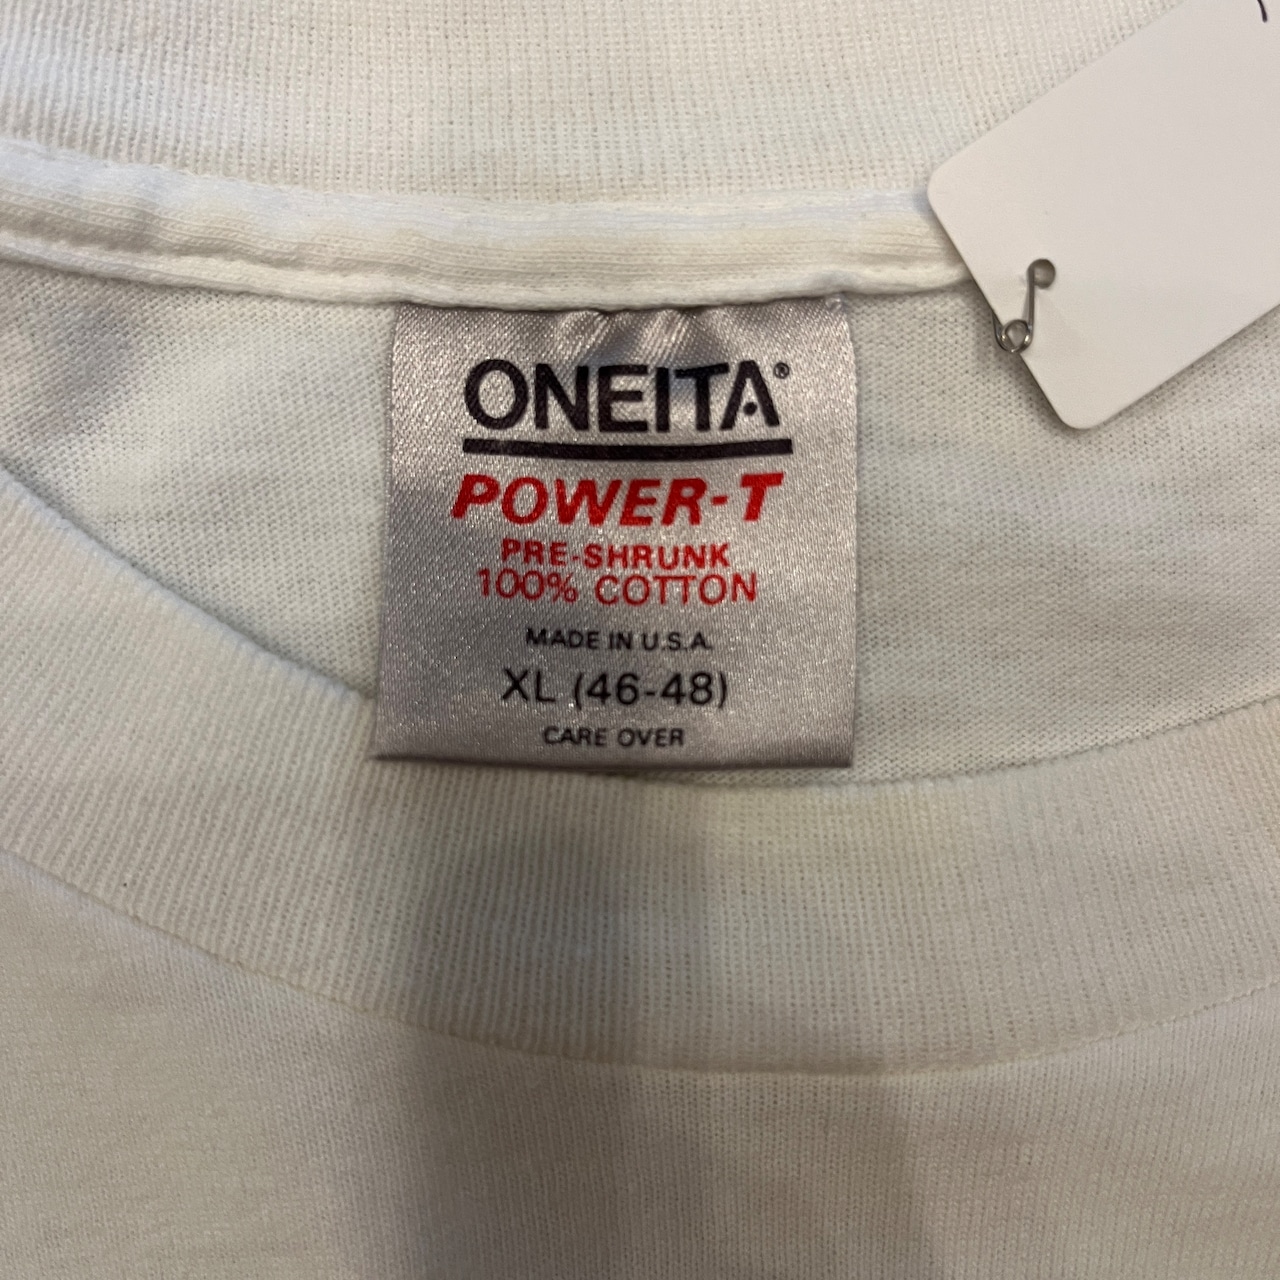 ONEITA®
POWER-T
PRE-SHRUNK
100% COTTON
MADE IN U.S.A.
XL (46-48)
CARE OVER